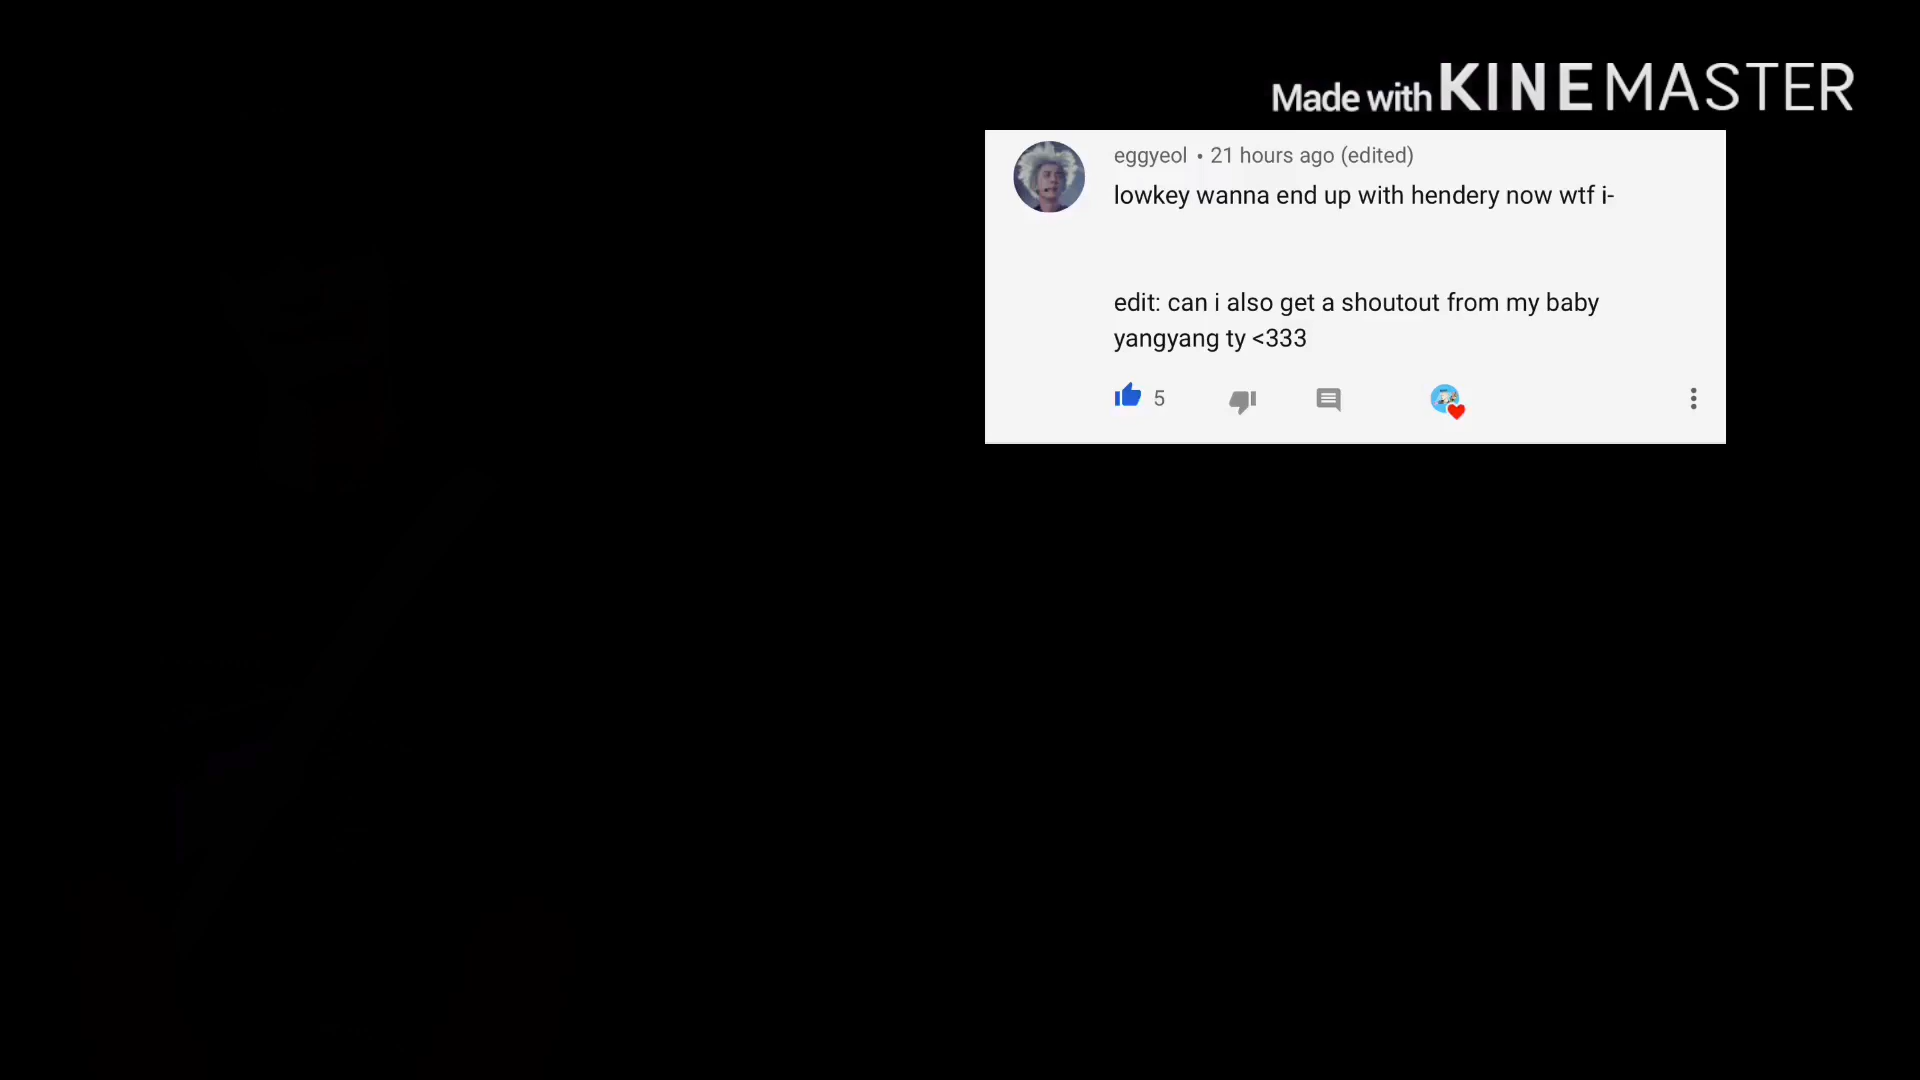 Made with KINEMASTER
eggyeol • 21 hours ago (edited)
lowkey wanna end up with hendery now wtf i-
edit: can i also get a shoutout from my baby
yangyang ty <333
5